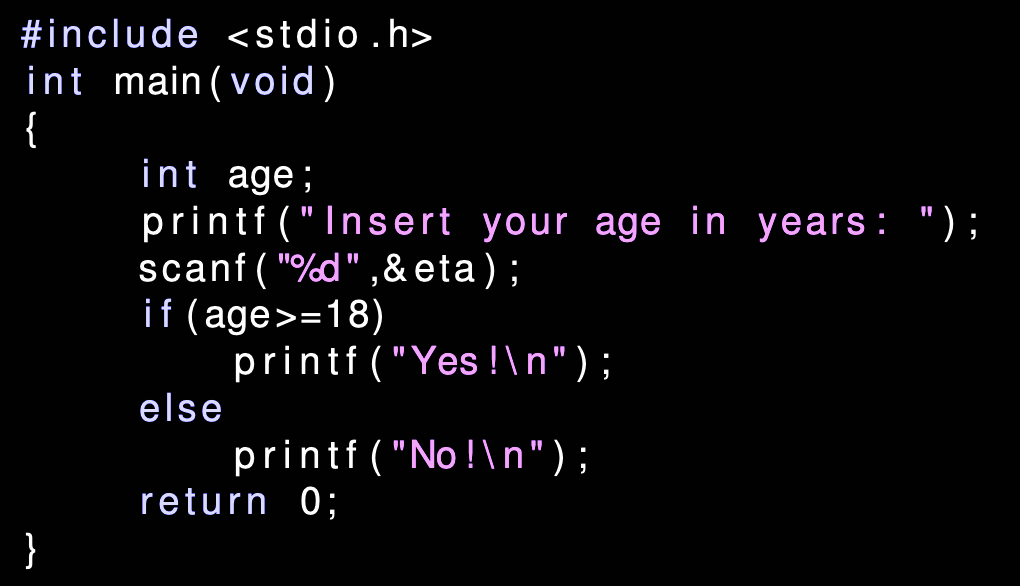 #include <stdio.h>
int main(void)
{
int age;
printf("Insert your age in years: ");
scanf("%d",&eta);
if(age>=18)
printf("Yes!\n");
else
printf("No!\n");
return 0;
}